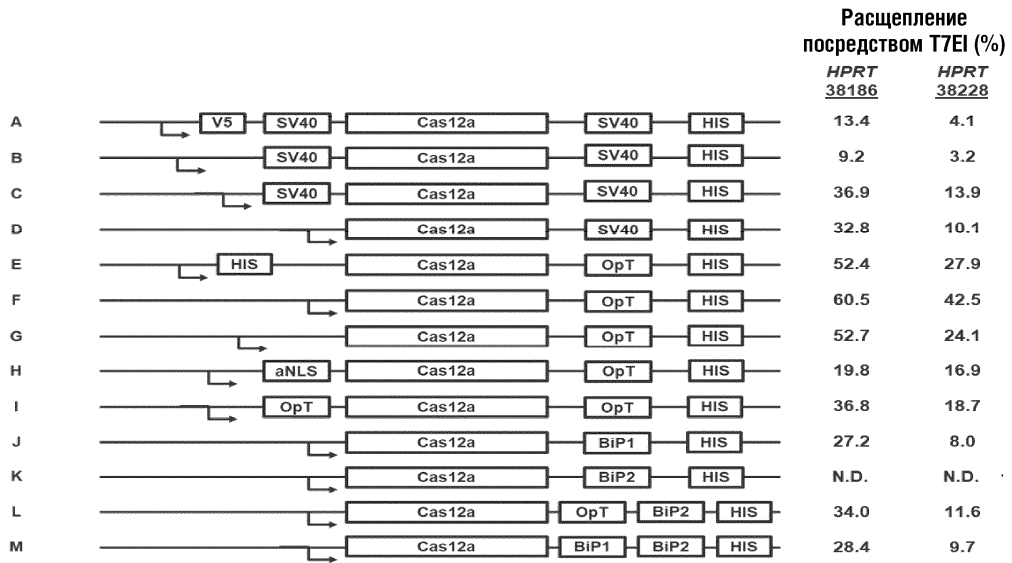 Расщепление
посредством T7EI (%)
HPRT HPRT
38186 38228
A V5 SV40 Cas12a SV40 HIS 13.4 4.1
B SV40 Cas12a SV40 HIS 9.2 3.2
C SV40 Cas12a SV40 HIS 36.9 13.9
D Cas12a SV40 HIS 32.8 10.1
E HIS Cas12a OpT HIS 52.4 27.9
F Cas12a OpT HIS 60.5 42.5
G Cas12a OpT HIS 52.7 24.1
H aNLS Cas12a OpT HIS 19.8 16.9
I OpT Cas12a OpT HIS 36.8 18.7
J Cas12a BiP1 HIS 27.2 8.0
K Cas12a BiP2 HIS N.D. N.D.
L Cas12a OpT BiP2 HIS 34.0 11.6
M Cas12a BiP1 BiP2 HIS 28.4 9.7